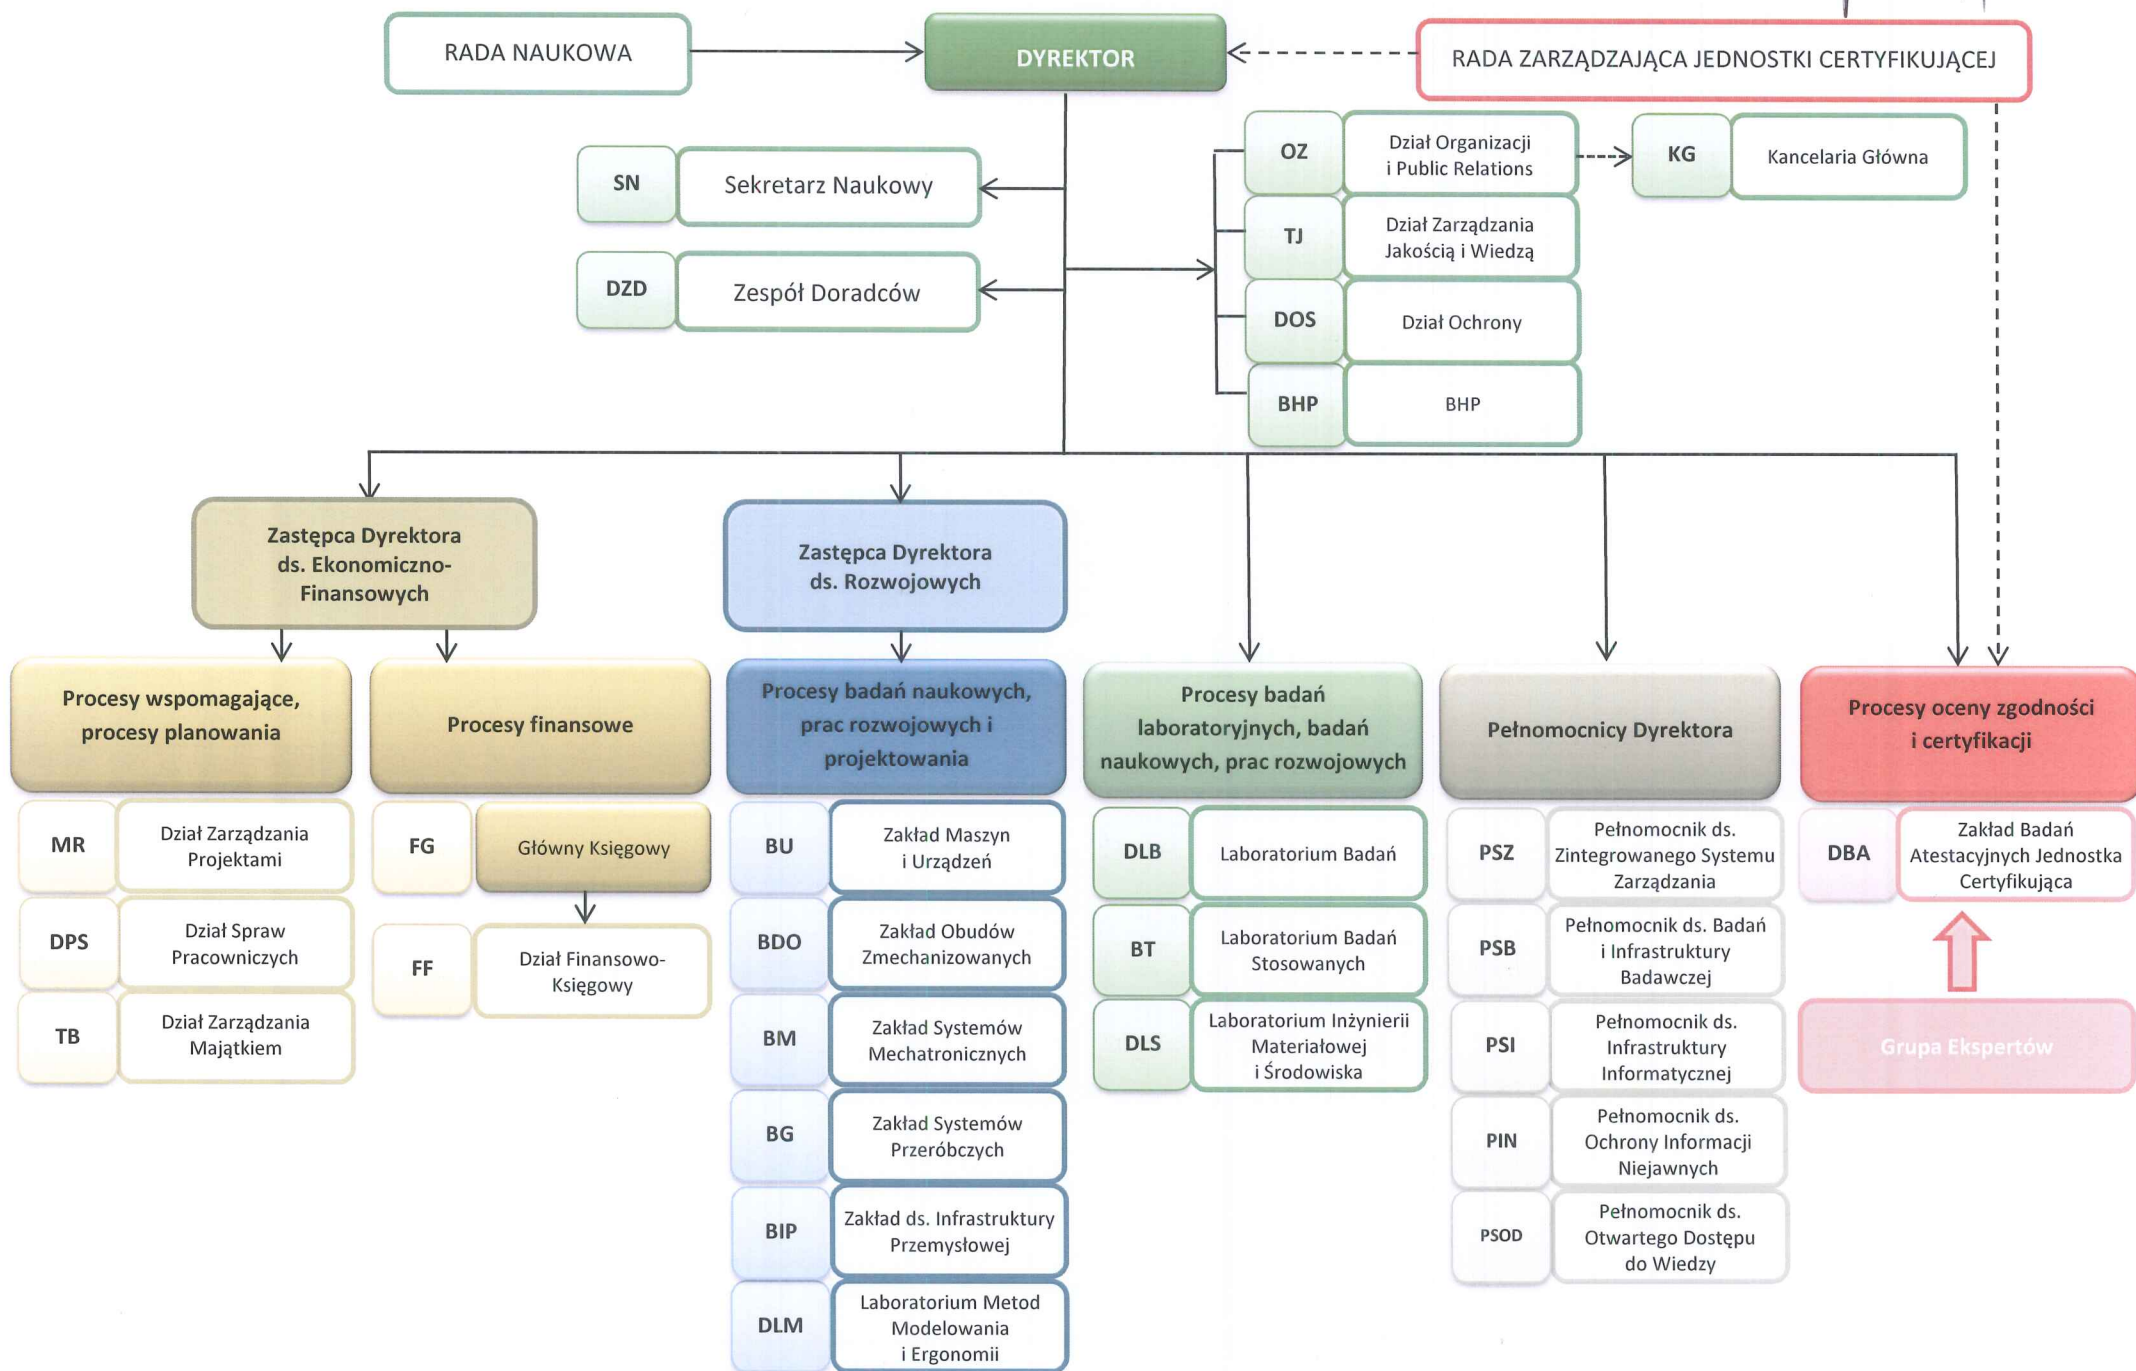 RADA NAUKOWA
DYREKTOR
RADA ZARZĄDZAJĄCA JEDNOSTKI CERTYFIKUJĄCEJ
SN
Sekretarz Naukowy
DZD
Zespół Doradców
OZ
Dział Organizacji
i Public Relations
KG
Kancelaria Główna
TJ
Dział Zarządzania
Jakością i Wiedzą
DOS
Dział Ochrony
BHP
BHP
Zastępca Dyrektora
ds. Ekonomiczno-
Finansowych
Zastępca Dyrektora
ds. Rozwojowych
Procesy wspomagające,
procesy planowania
MR
Dział Zarządzania
Projektami
DPS
Dział Spraw
Pracowniczych
TB
Dział Zarządzania
Majątkiem
Procesy finansowe
FG
Główny Księgowy
FF
Dział Finansowo-
Księgowy
Procesy badań naukowych,
prac rozwojowych i
projektowania
BU
Zakład Maszyn
i Urządzeń
BDO
Zakład Obudów
Zmechanizowanych
BM
Zakład Systemów
Mechatronicznych
BG
Zakład Systemów
Przeróbczych
BIP
Zakład ds. Infrastruktury
Przemysłowej
DLM
Laboratorium Metod
Modelowania
i Ergonomii
Procesy badań
laboratoryjnych, badań
naukowych, prac rozwojowych
DLB
Laboratorium Badań
BT
Laboratorium Badań
Stosowanych
DLS
Laboratorium Inżynierii
Materiałowej
i Środowiska
Pełnomocnicy Dyrektora
PSZ
Pełnomocnik ds.
Zintegrowanego Systemu
Zarządzania
PSB
Pełnomocnik ds. Badań
i Infrastruktury
Badawczej
PSI
Pełnomocnik ds.
Infrastruktury
Informatycznej
PIN
Pełnomocnik ds.
Ochrony Informacji
Niejawnych
PSOD
Pełnomocnik ds.
Otwartego Dostępu
do Wiedzy
Procesy oceny zgodności
i certyfikacji
DBA
Zakład Badań
Atestacyjnych Jednostka
Certyfikująca
Grupa Ekspertów